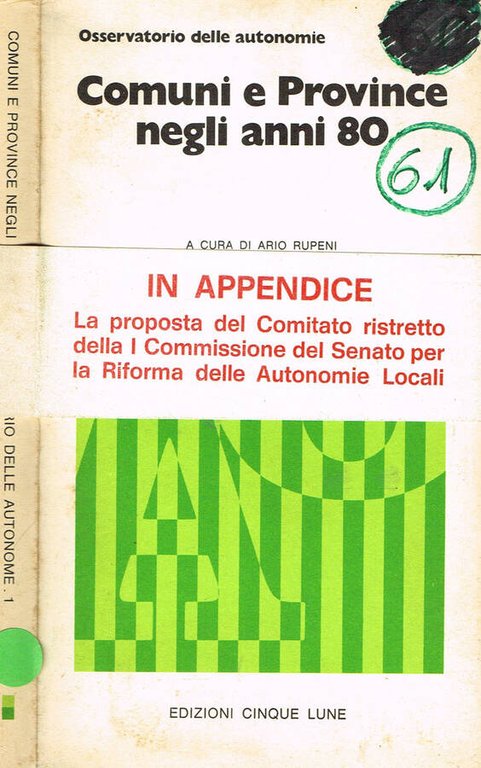 Osservatorio delle autonomie
Comuni e Province
negli anni 80
61
A CURA DI ARIO RUPENI
IN APPENDICE
La proposta del Comitato ristretto
della I Commissione del Senato per
la Riforma delle Autonomie Locali
EDIZIONI CINQUE LUNE
COMUNI E PROVINCE NEGLI
RIO DELLE AUTONOME . 1